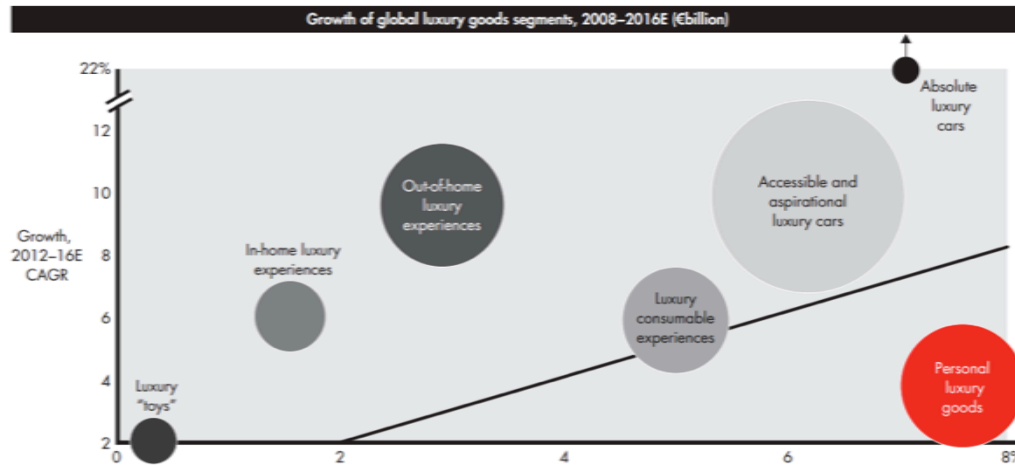 Growth of global luxury goods segments, 2008–2016E (€billion)
22%
12
10
8
6
4
2
Growth,
2012–16E
CAGR
Absolute
luxury
cars
Out-of-home
luxury
experiences
Accessible and
aspirational
luxury cars
In-home luxury
experiences
Luxury
consumable
experiences
Luxury
"toys"
Personal
luxury
goods
0
2
4
6
8%